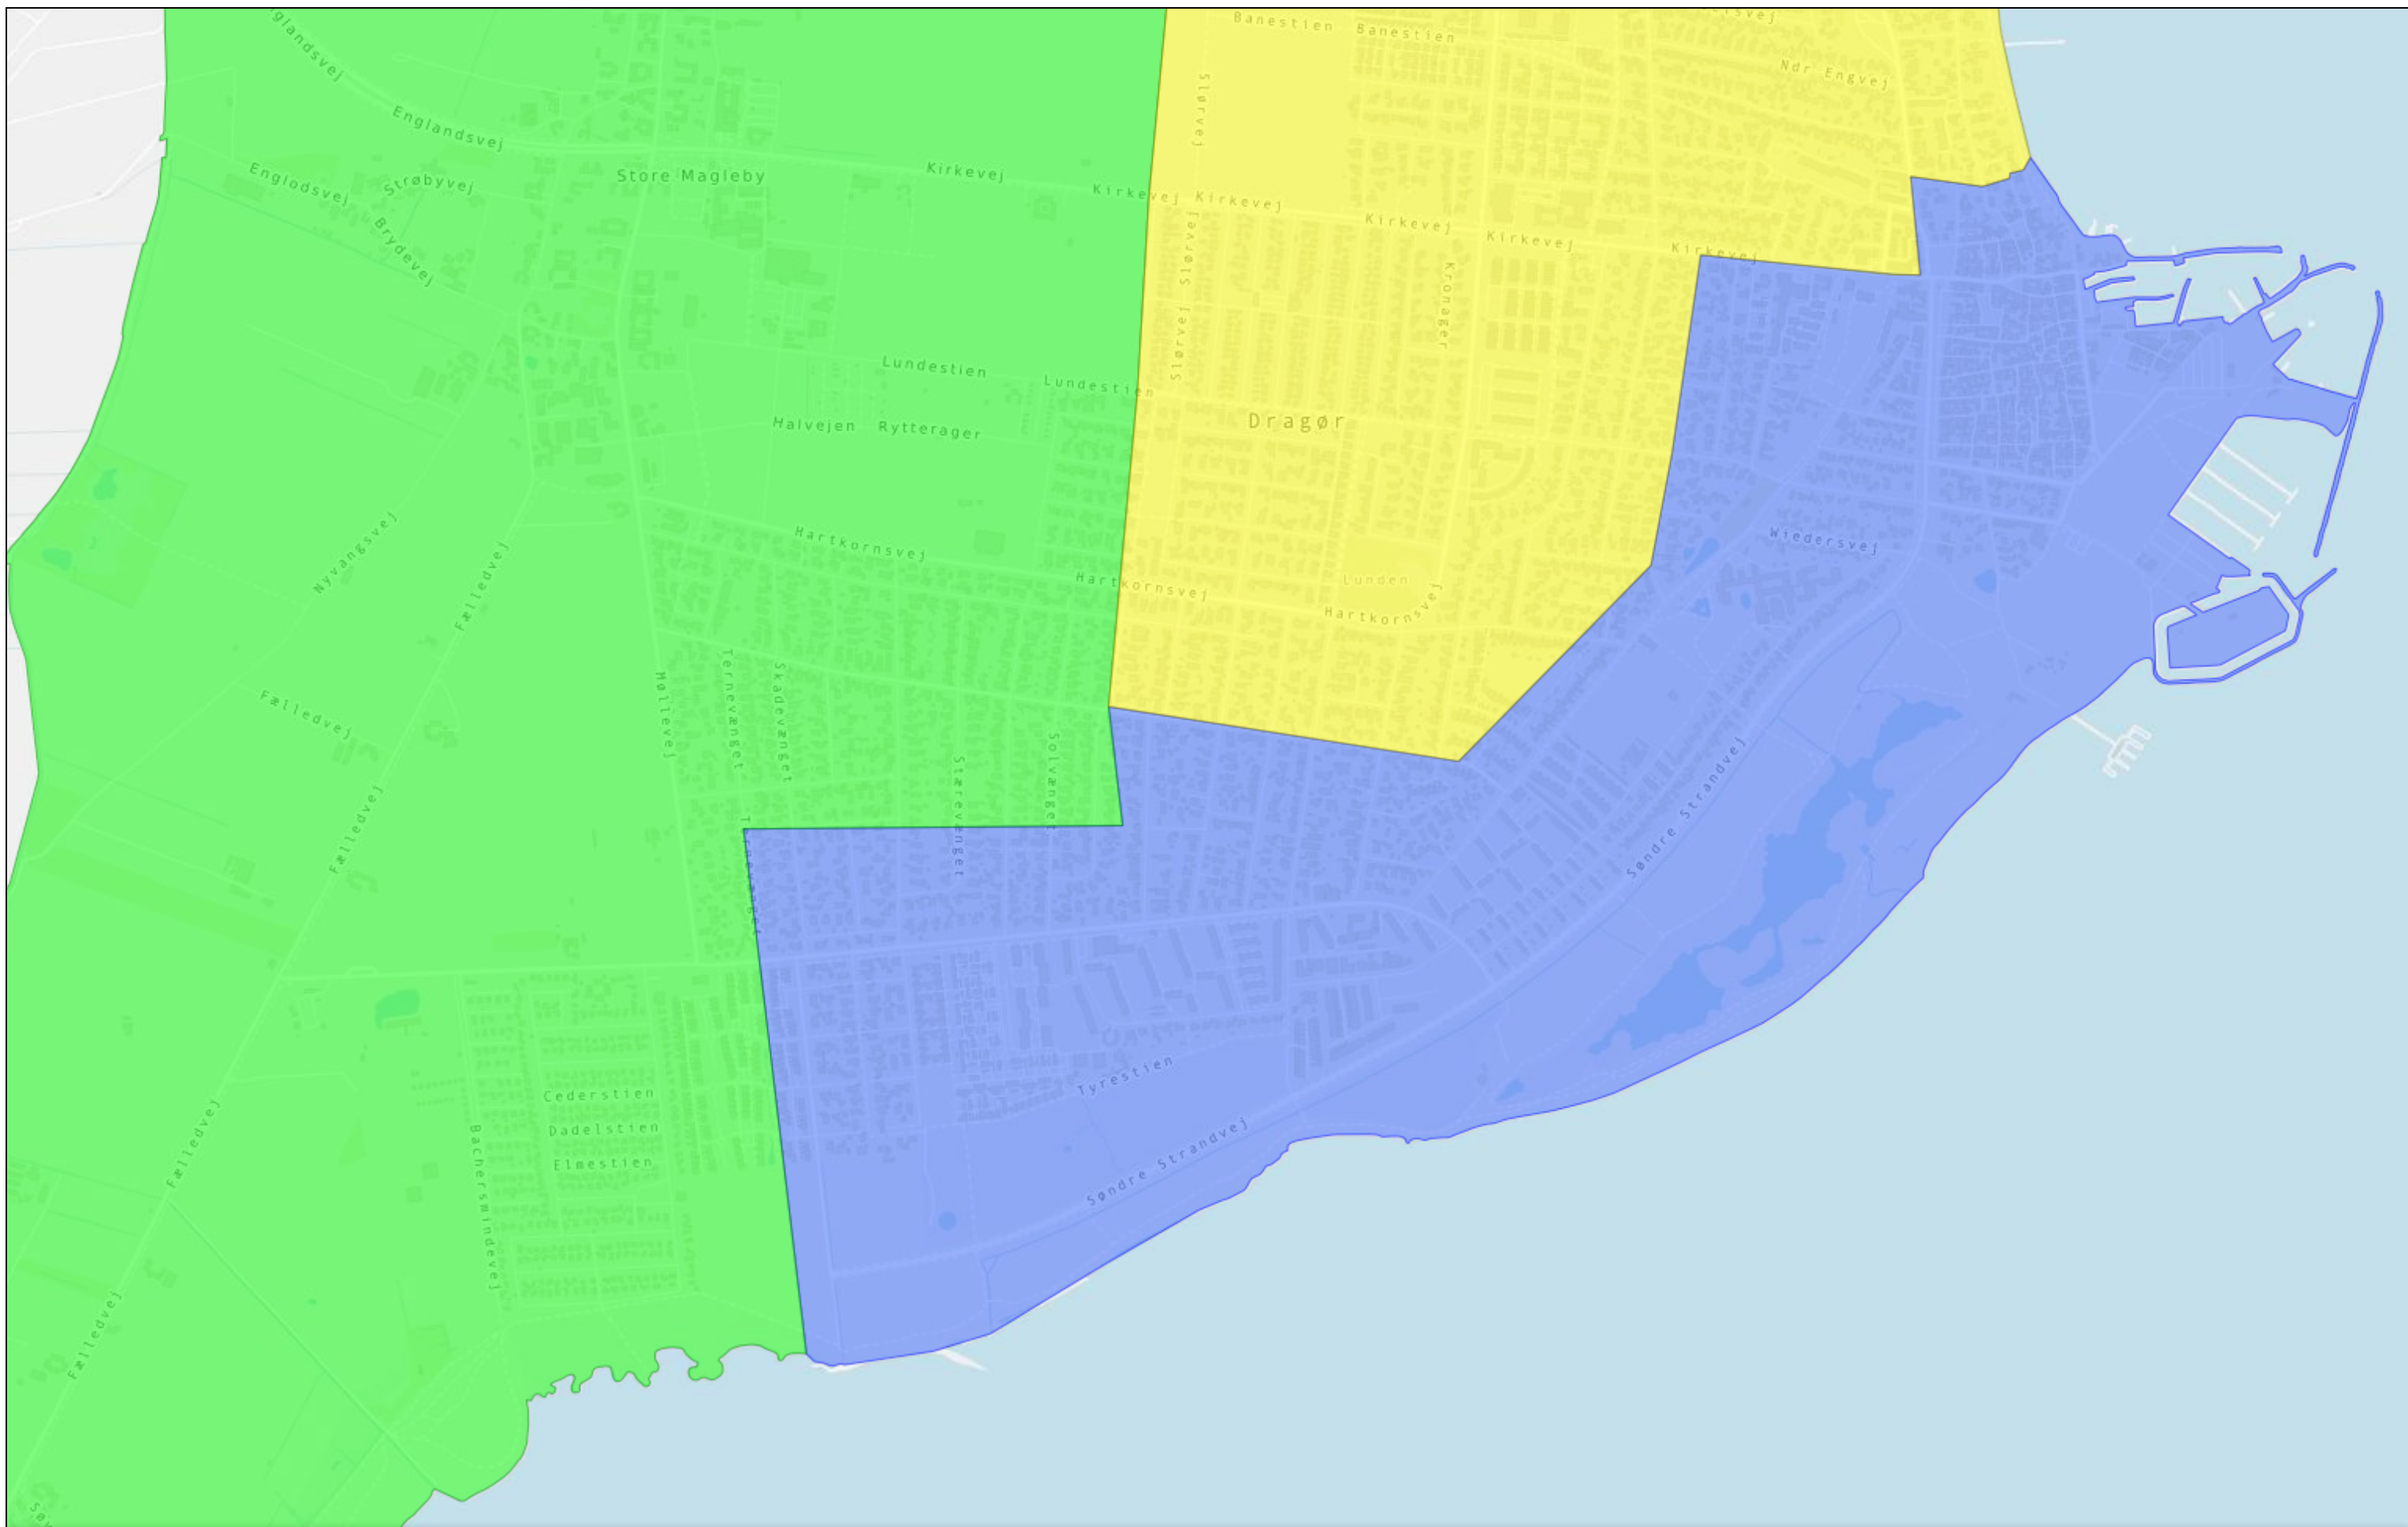 Banestien Banestien
Ndr Engvej
Englandsvej
Slørvej
Kirkevej
Store Magleby
Englodsvej
Strøbyvej
Kirkevej Kirkevej
Kirkevej
Kirkevej
Kirkevej
Brydevej
Slørvej
Kronager
Slørvej
Lundestien
Lundestien
Halvejen Rytterager
Dragør
Nyvangsvej
Hartkornsvej
Wiedersvej
Fælledvej
Hartkornsvej
Lunden
Hartkornsvej
Fælledvej
Møllevej
Ternevænget
Skadevænget
Solvænget
Stærevænget
Søndre Strandvej
Fælledvej
Ternevænget
Tyrestien
Cederstien
Dadelstien
Elmestien
Bachersmindevej
Fælledvej
Søndre Strandvej
Fælledvej